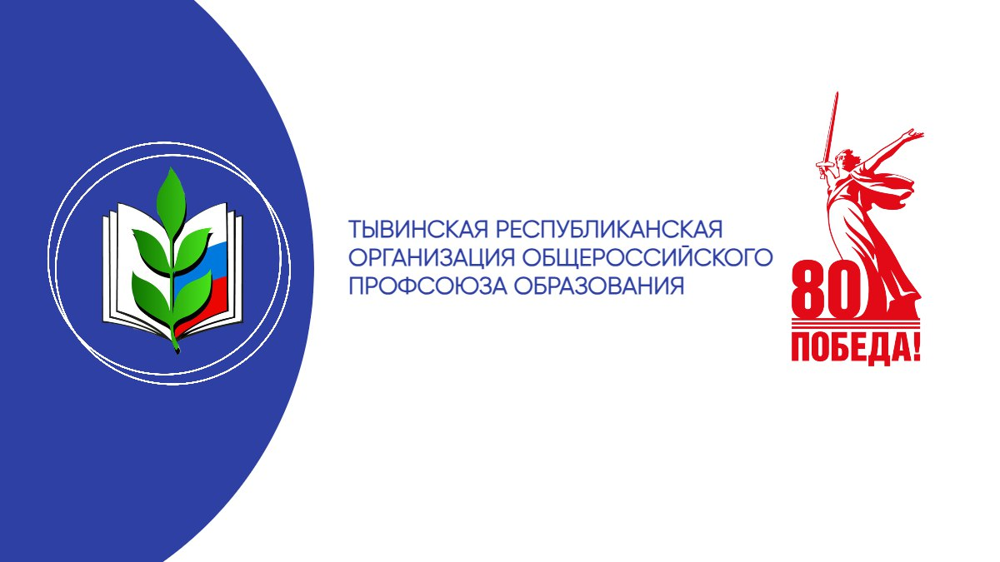 ТЫВИНСКАЯ РЕСПУБЛИКАНСКАЯ
ОРГАНИЗАЦИЯ ОБЩЕРОССИЙСКОГО
ПРОФСОЮЗА ОБРАЗОВАНИЯ
80
ПОБЕДА!